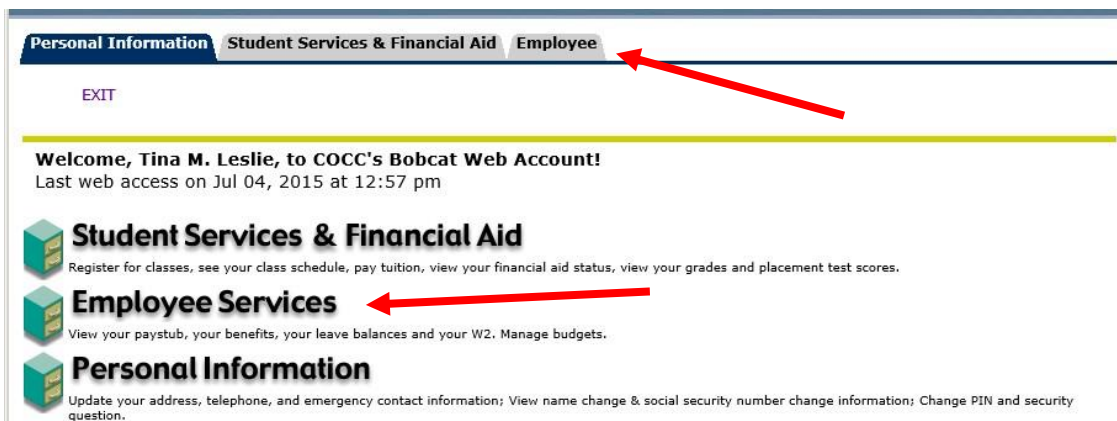 Personal Information Student Services & Financial Aid Employee
EXIT
Welcome, Tina M. Leslie, to COCC's Bobcat Web Account!
Last web access on Jul 04, 2015 at 12:57 pm
Student Services & Financial Aid
Register for classes, see your class schedule, pay tuition, view your financial aid status, view your grades and placement test scores.
Employee Services
View your paystub, your benefits, your leave balances and your W2. Manage budgets.
Personal Information
Update your address, telephone, and emergency contact information; View name change & social security number change information; Change PIN and security
question.